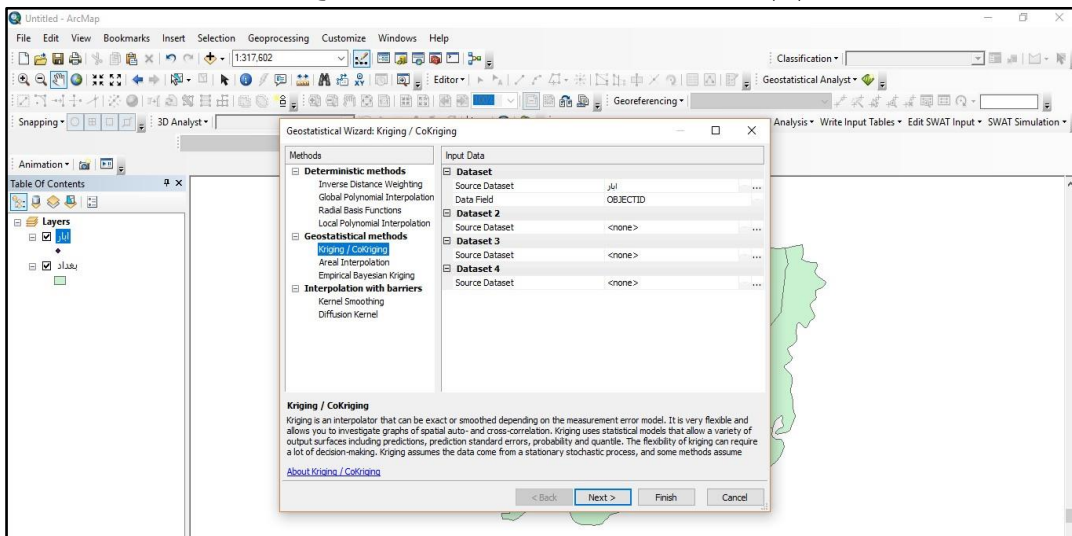 Untitled - ArcMap
File Edit View Bookmarks Insert Selection Geoprocessing Customize Windows Help
1:317,602
Classification
Editor
Geostatistical Analyst
Georeferencing
Snapping
3D Analyst
Analysis Write Input Tables Edit SWAT Input SWAT Simulation
Animation
Table Of Contents
Layers
ابار
بغداد
Geostatistical Wizard: Kriging / CoKriging
Methods
Deterministic methods
Inverse Distance Weighting
Global Polynomial Interpolation
Radial Basis Functions
Local Polynomial Interpolation
Geostatistical methods
Kriging / CoKriging
Areal Interpolation
Empirical Bayesian Kriging
Interpolation with barriers
Kernel Smoothing
Diffusion Kernel
Input Data
Dataset
Source Dataset ابار ...
Data Field OBJECTID
Dataset 2
Source Dataset <none> ...
Dataset 3
Source Dataset <none> ...
Dataset 4
Source Dataset <none> ...
Kriging / CoKriging
Kriging is an interpolator that can be exact or smoothed depending on the measurement error model. It is very flexible and
allows you to investigate graphs of spatial auto- and cross-correlation. Kriging uses statistical models that allow a variety of
output surfaces including predictions, prediction standard errors, probability and quantile. The flexibility of kriging can require
a lot of decision-making. Kriging assumes the data come from a stationary stochastic process, and some methods assume
About Kriging / CoKriging
< Back Next > Finish Cancel